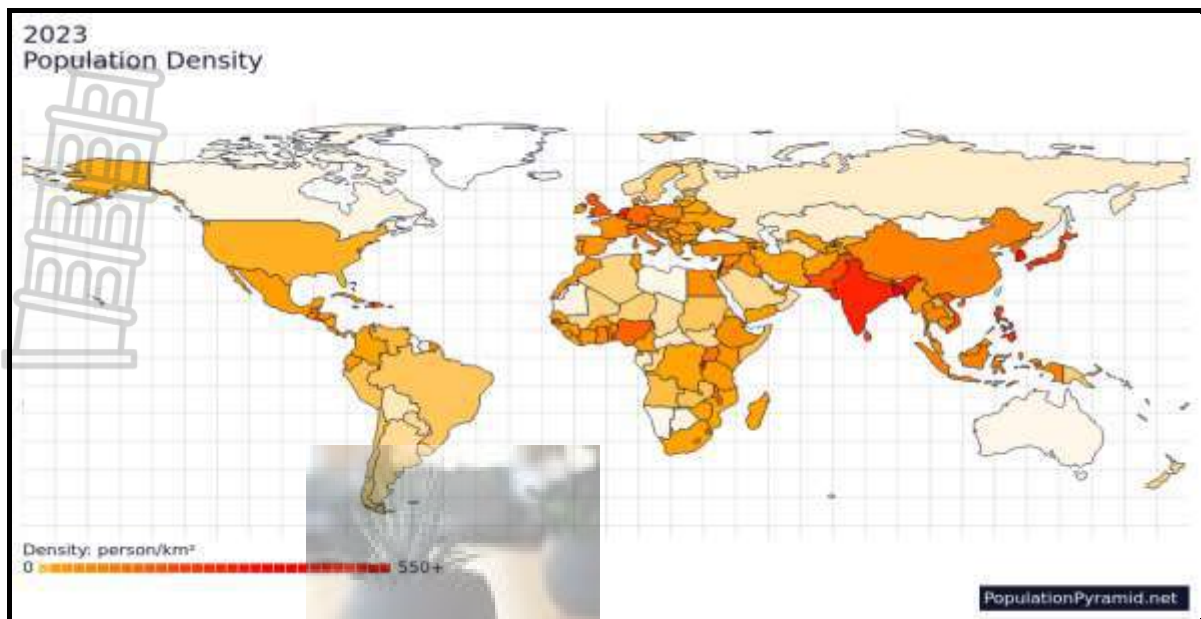 2023
Population Density
Density: person/km²
0 550+
PopulationPyramid.net